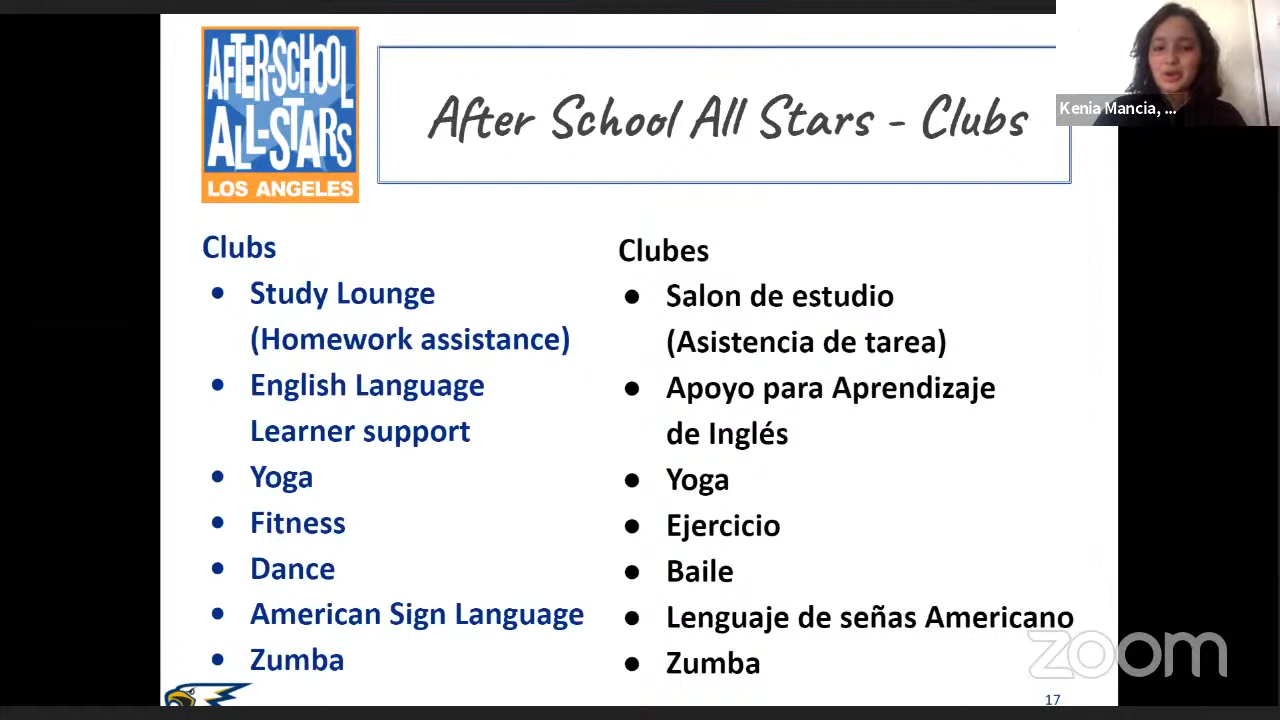 AFTER-SCHOOL
ALL-STARS
LOS ANGELES
After School All Stars - Clubs
Kenia Mancia, ...
Clubs
• Study Lounge
(Homework assistance)
• English Language
Learner support
• Yoga
• Fitness
• Dance
• American Sign Language
• Zumba
Clubes
● Salon de estudio
(Asistencia de tarea)
● Apoyo para Aprendizaje
de Inglés
● Yoga
● Ejercicio
● Baile
● Lenguaje de señas Americano
● Zumba
zoom
17